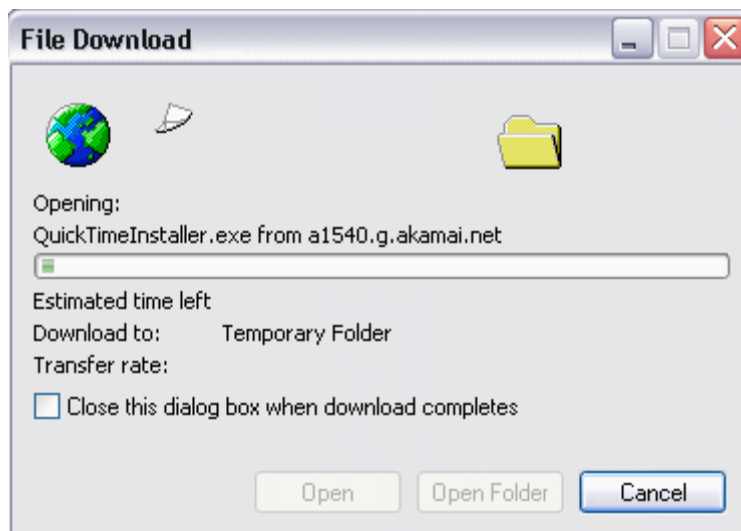 File Download
Opening:
QuickTimeInstaller.exe from a1540.g.akamai.net
Estimated time left
Download to: Temporary Folder
Transfer rate:
Close this dialog box when download completes
Open Open Folder Cancel